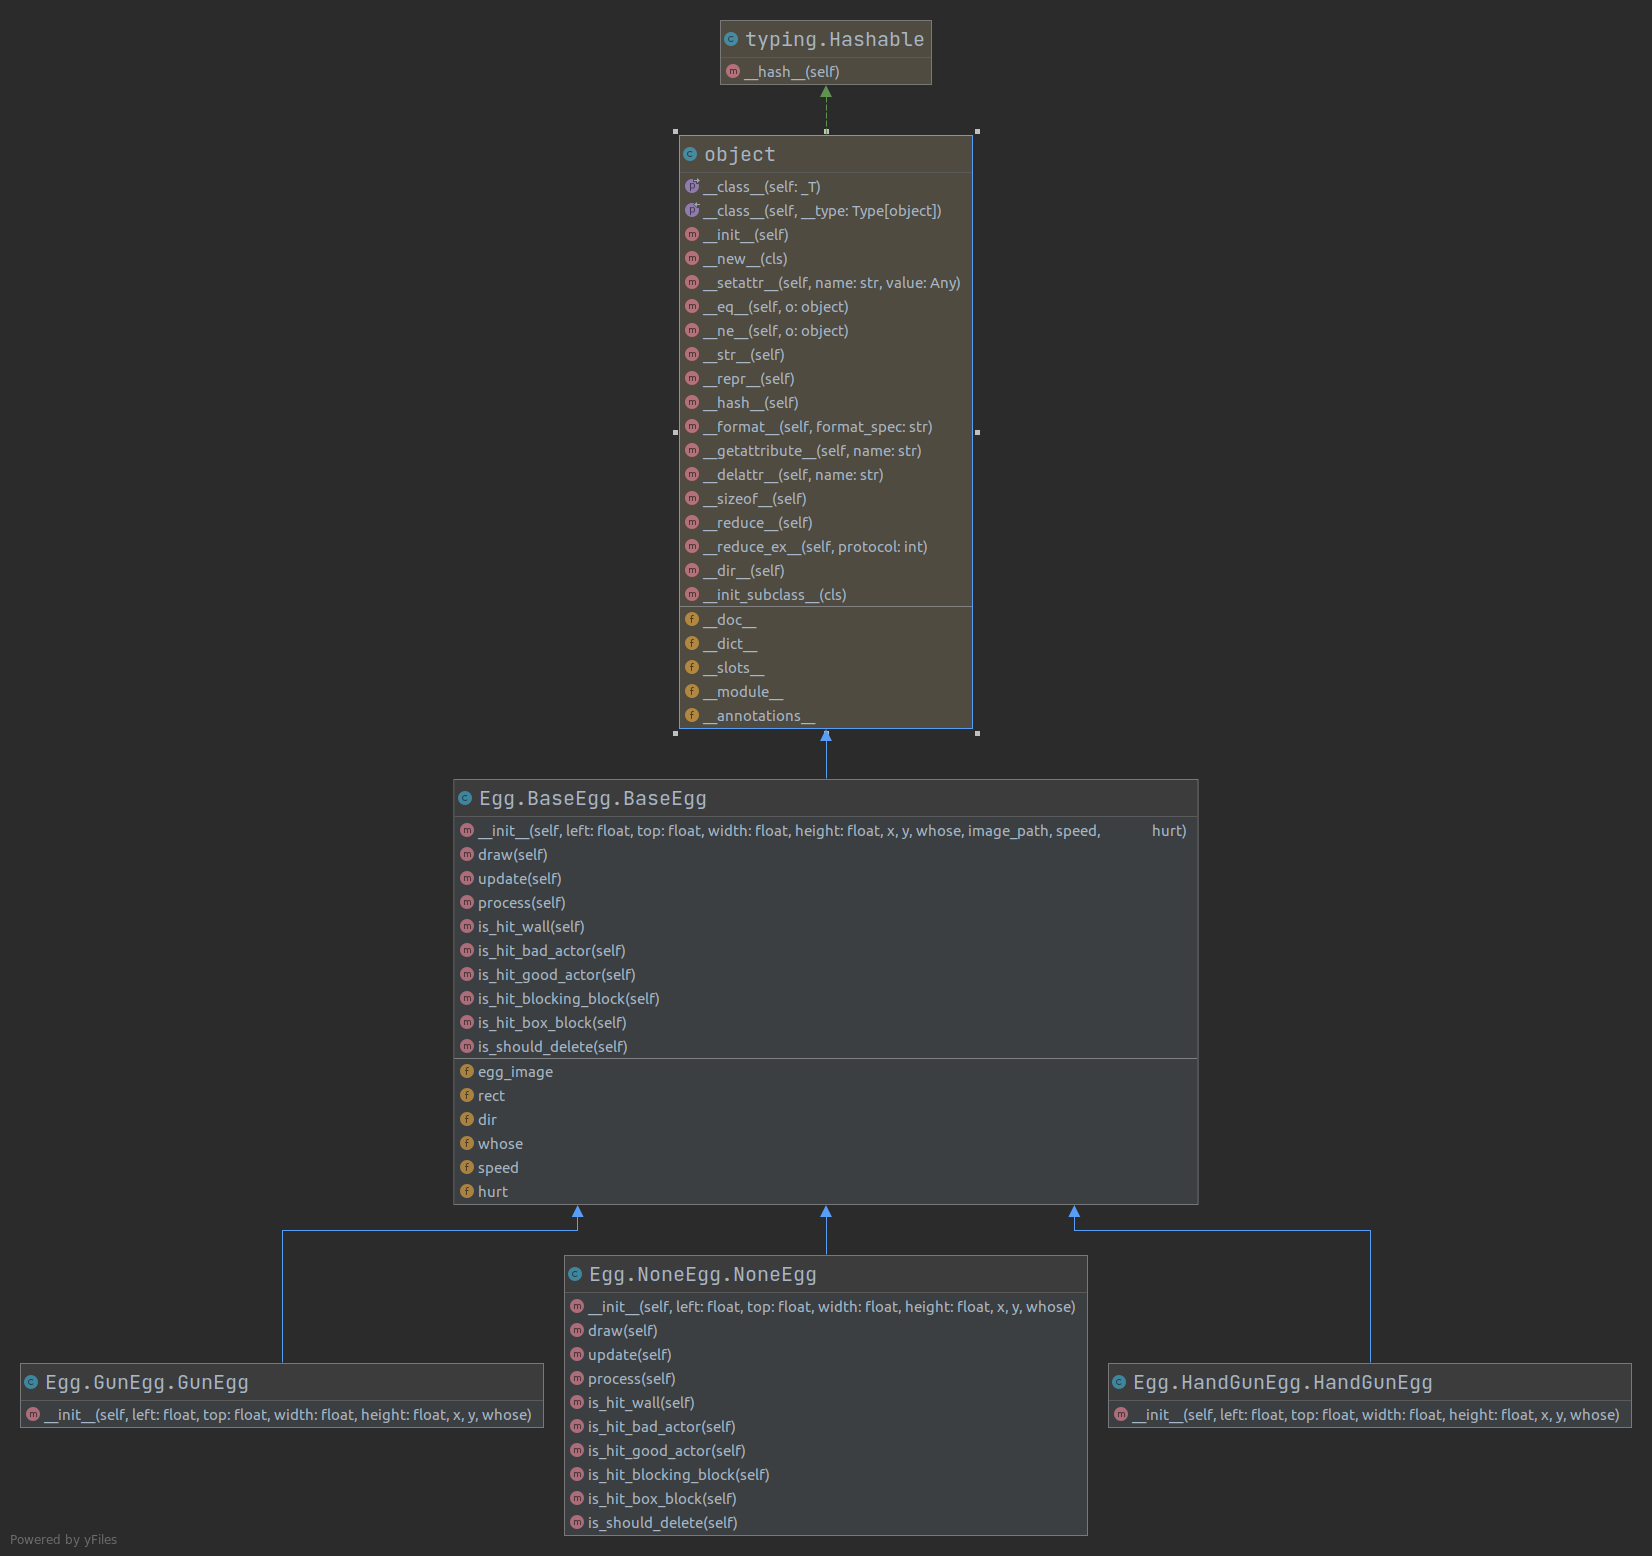 typing.Hashable
__hash__(self)
object
__class__(self: _T)
__class__(self, __type: Type[object])
__init__(self)
__new__(cls)
__setattr__(self, name: str, value: Any)
__eq__(self, o: object)
__ne__(self, o: object)
__str__(self)
__repr__(self)
__hash__(self)
__format__(self, format_spec: str)
__getattribute__(self, name: str)
__delattr__(self, name: str)
__sizeof__(self)
__reduce__(self)
__reduce_ex__(self, protocol: int)
__dir__(self)
__init_subclass__(cls)
__doc__
__dict__
__slots__
__module__
__annotations__
Egg.BaseEgg.BaseEgg
__init__(self, left: float, top: float, width: float, height: float, x, y, whose, image_path, speed, hurt)
draw(self)
update(self)
process(self)
is_hit_wall(self)
is_hit_bad_actor(self)
is_hit_good_actor(self)
is_hit_blocking_block(self)
is_hit_box_block(self)
is_should_delete(self)
egg_image
rect
dir
whose
speed
hurt
Egg.GunEgg.GunEgg
__init__(self, left: float, top: float, width: float, height: float, x, y, whose)
Egg.NoneEgg.NoneEgg
__init__(self, left: float, top: float, width: float, height: float, x, y, whose)
draw(self)
update(self)
process(self)
is_hit_wall(self)
is_hit_bad_actor(self)
is_hit_good_actor(self)
is_hit_blocking_block(self)
is_hit_box_block(self)
is_should_delete(self)
Egg.HandGunEgg.HandGunEgg
__init__(self, left: float, top: float, width: float, height: float, x, y, whose)
Powered by yFiles